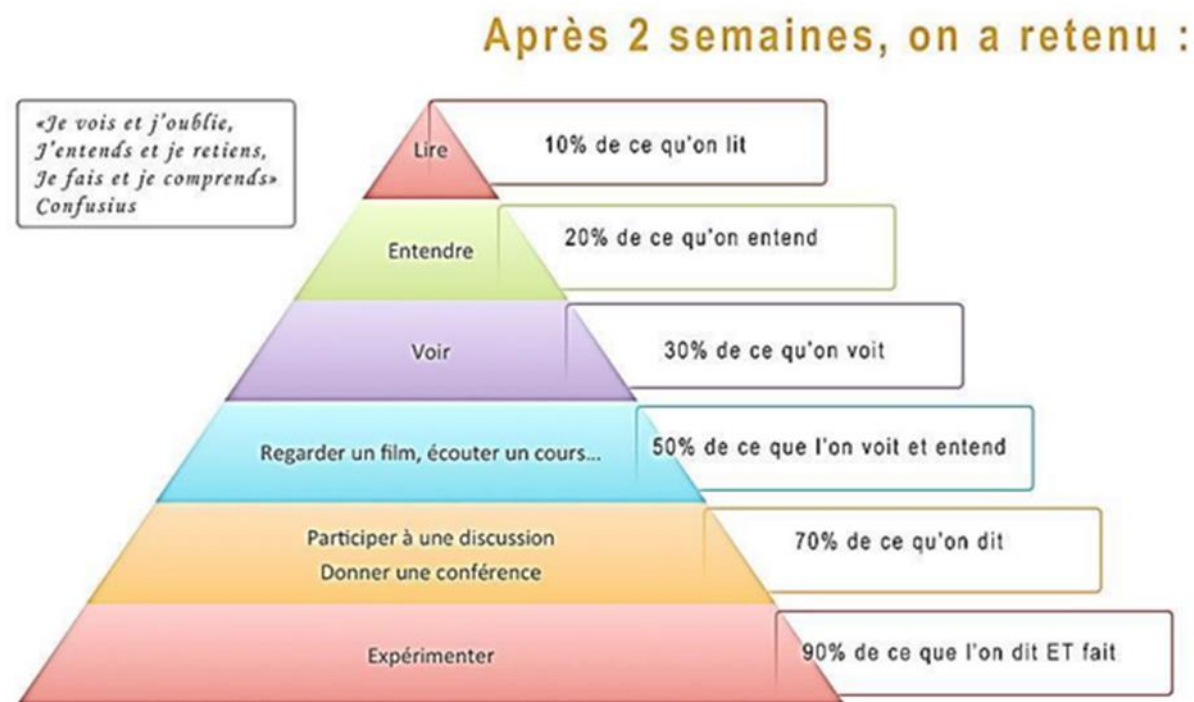 Après 2 semaines, on a retenu :
«Je vois et j'oublie,
J'entends et je retiens,
Je fais et je comprends»
Confusius
Lire
10% de ce qu'on lit
Entendre
20% de ce qu'on entend
Voir
30% de ce qu'on voit
Regarder un film, écouter un cours...
50% de ce que l'on voit et entend
Participer à une discussion
Donner une conférence
70% de ce qu'on dit
Expérimenter
90% de ce que l'on dit ET fait